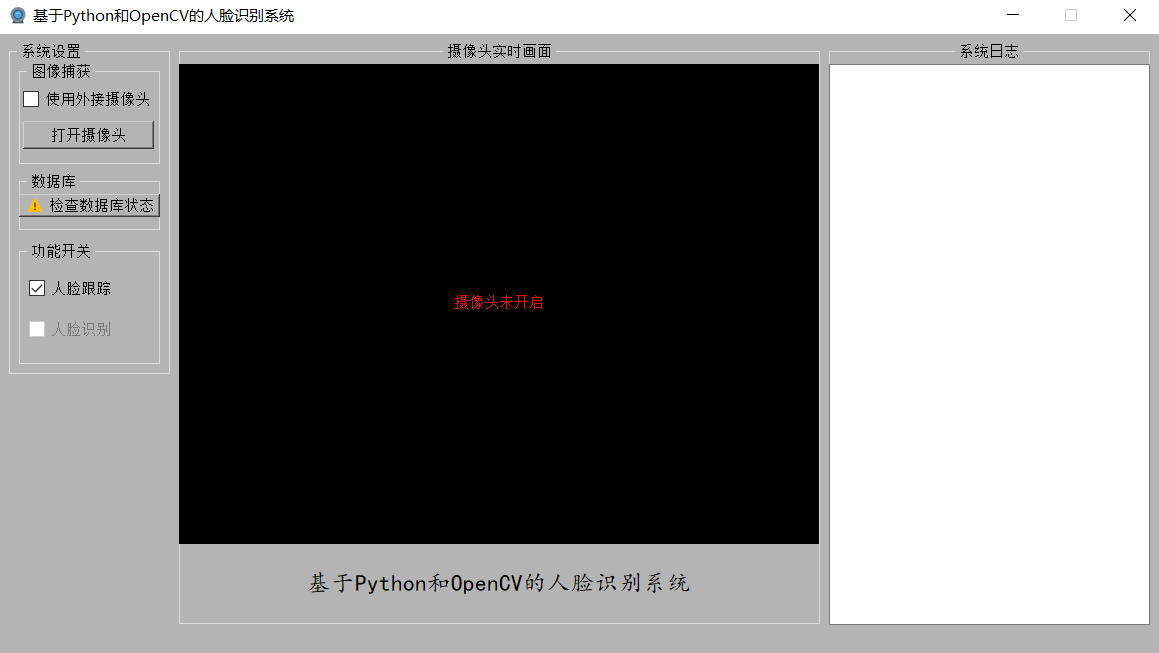 基于Python和OpenCV的人脸识别系统
系统设置
图像捕获
使用外接摄像头
打开摄像头
数据库
检查数据库状态
功能开关
人脸跟踪
人脸识别
摄像头实时画面
摄像头未开启
基于Python和OpenCV的人脸识别系统
系统日志